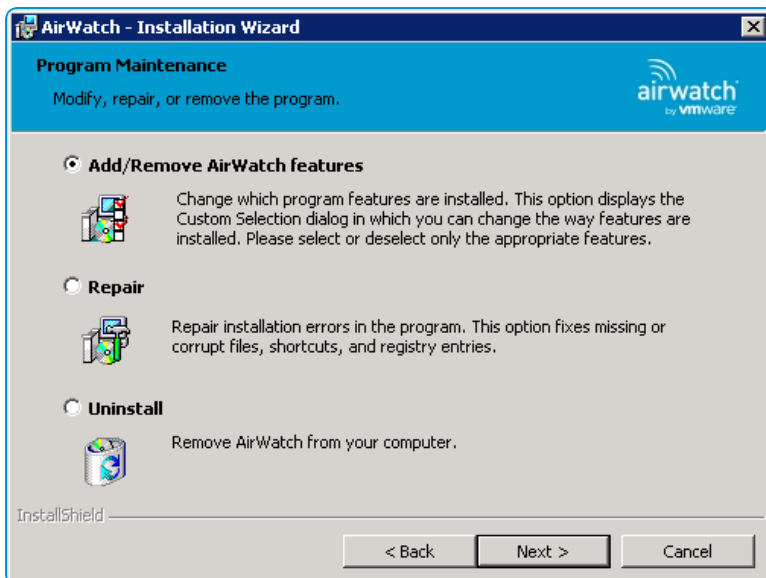 AirWatch - Installation Wizard
Program Maintenance
Modify, repair, or remove the program.
airwatch
by vmware
Add/Remove AirWatch features
Change which program features are installed. This option displays the
Custom Selection dialog in which you can change the way features are
installed. Please select or deselect only the appropriate features.
Repair
Repair installation errors in the program. This option fixes missing or
corrupt files, shortcuts, and registry entries.
Uninstall
Remove AirWatch from your computer.
InstallShield
< Back Next > Cancel